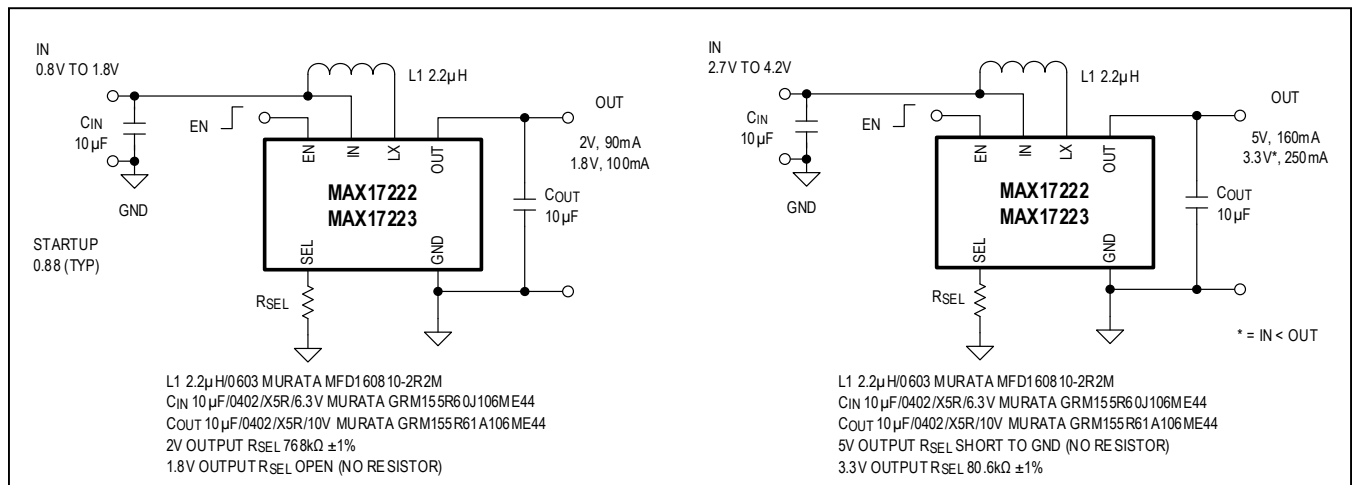 IN
0.8V TO 1.8V
L1 2.2µH
CIN
10µF
EN
OUT
2V, 90mA
1.8V, 100mA
EN
IN
LX
OUT
MAX17222
MAX17223
COUT
10µF
GND
STARTUP
0.88 (TYP)
SEL
GND
RSEL
L1 2.2µH/0603 MURATA MFD160810-2R2M
CIN 10µF/0402/X5R/6.3V MURATA GRM155R60J106ME44
COUT 10µF/0402/X5R/10V MURATA GRM155R61A106ME44
2V OUTPUT RSEL 768kΩ ±1%
1.8V OUTPUT RSEL OPEN (NO RESISTOR)
IN
2.7V TO 4.2V
L1 2.2µH
CIN
10µF
EN
OUT
5V, 160mA
3.3V*, 250mA
EN
IN
LX
OUT
MAX17222
MAX17223
COUT
10µF
GND
SEL
GND
RSEL
* = IN < OUT
L1 2.2µH/0603 MURATA MFD160810-2R2M
CIN 10µF/0402/X5R/6.3V MURATA GRM155R60J106ME44
COUT 10µF/0402/X5R/10V MURATA GRM155R61A106ME44
5V OUTPUT RSEL SHORT TO GND (NO RESISTOR)
3.3V OUTPUT RSEL 80.6kΩ ±1%